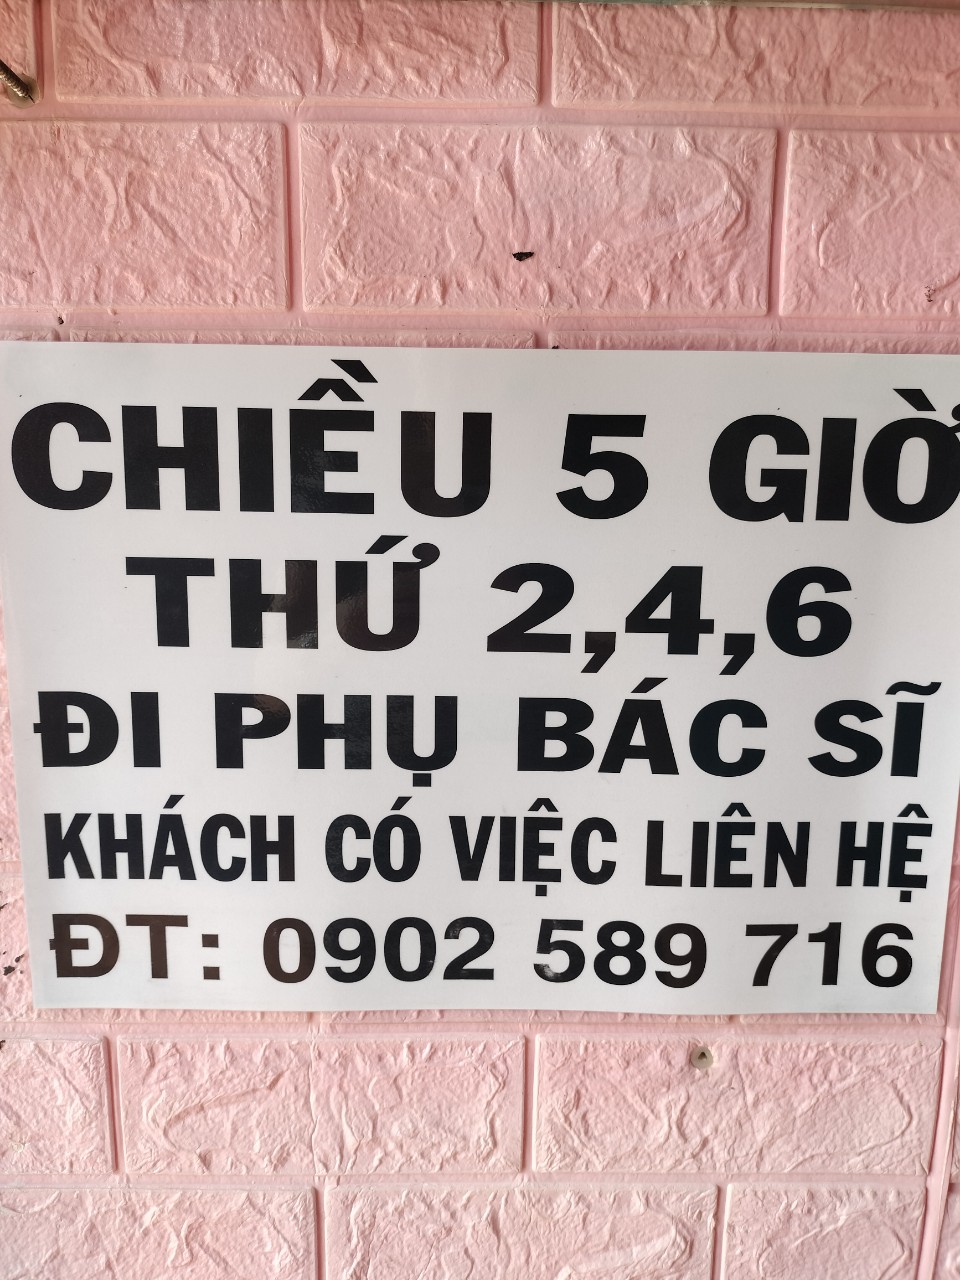 CHIỀU 5 GIỜ
THỨ 2,4,6
ĐI PHỤ BÁC SĨ
KHÁCH CÓ VIỆC LIÊN HỆ
ĐT: 0902 589 716